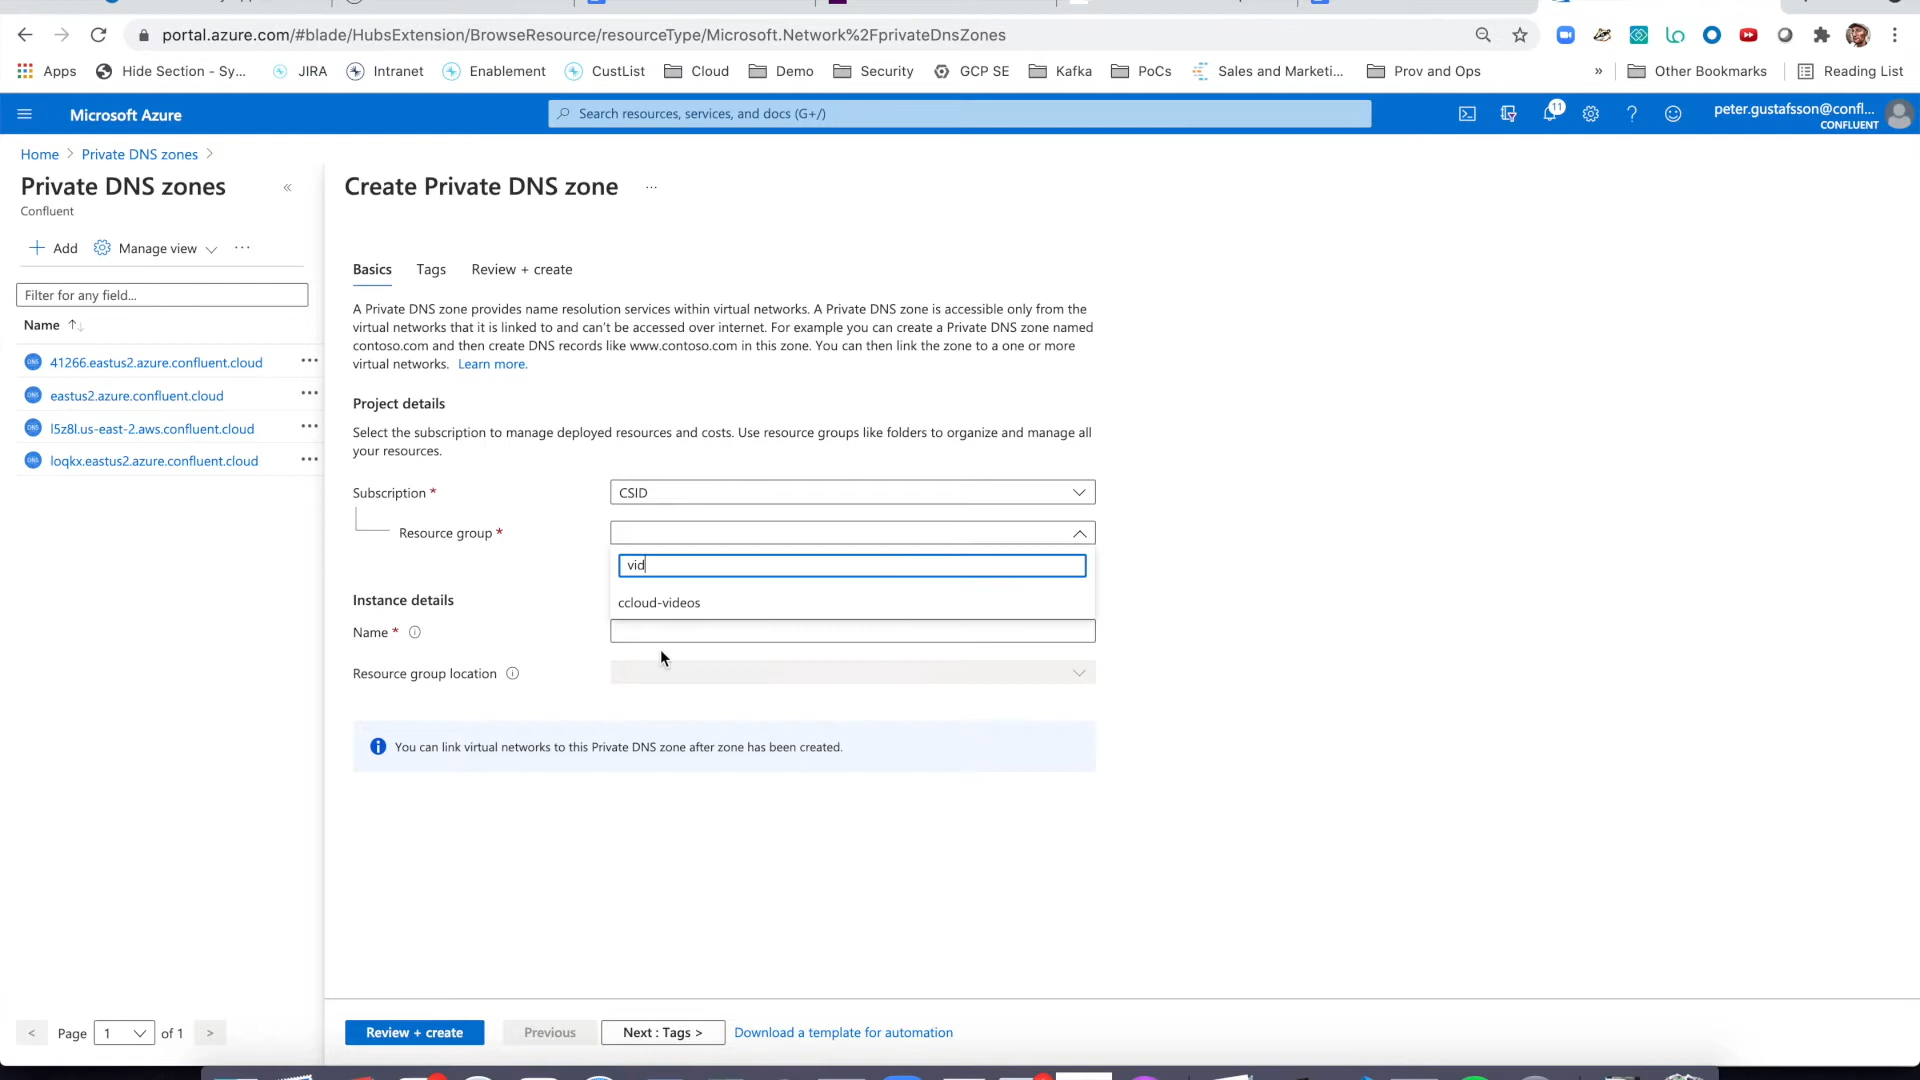 portal.azure.com/#blade/HubsExtension/BrowseResource/resourceType/Microsoft.Network%2FprivateDnsZones
Apps Hide Section - Sy... JIRA Intranet Enablement CustList Cloud Demo Security GCP SE Kafka PoCs Sales and Marketi... Prov and Ops » Other Bookmarks Reading List
Microsoft Azure
Search resources, services, and docs (G+/)
11
peter.gustafsson@confl...
CONFLUENT
Home > Private DNS zones >
Private DNS zones «
Confluent
+ Add Manage view ...
Filter for any field...
Name ↑↓
41266.eastus2.azure.confluent.cloud ...
eastus2.azure.confluent.cloud ...
l5z8l.us-east-2.aws.confluent.cloud ...
loqkx.eastus2.azure.confluent.cloud ...
< Page 1 of 1 >
Create Private DNS zone ...
Basics Tags Review + create
A Private DNS zone provides name resolution services within virtual networks. A Private DNS zone is accessible only from the
virtual networks that it is linked to and can't be accessed over internet. For example you can create a Private DNS zone named
contoso.com and then create DNS records like www.contoso.com in this zone. You can then link the zone to a one or more
virtual networks. Learn more.
Project details
Select the subscription to manage deployed resources and costs. Use resource groups like folders to organize and manage all
your resources.
Subscription * CSID
Resource group *
vid
ccloud-videos
Instance details
Name *
Resource group location
You can link virtual networks to this Private DNS zone after zone has been created.
Review + create Previous Next : Tags > Download a template for automation